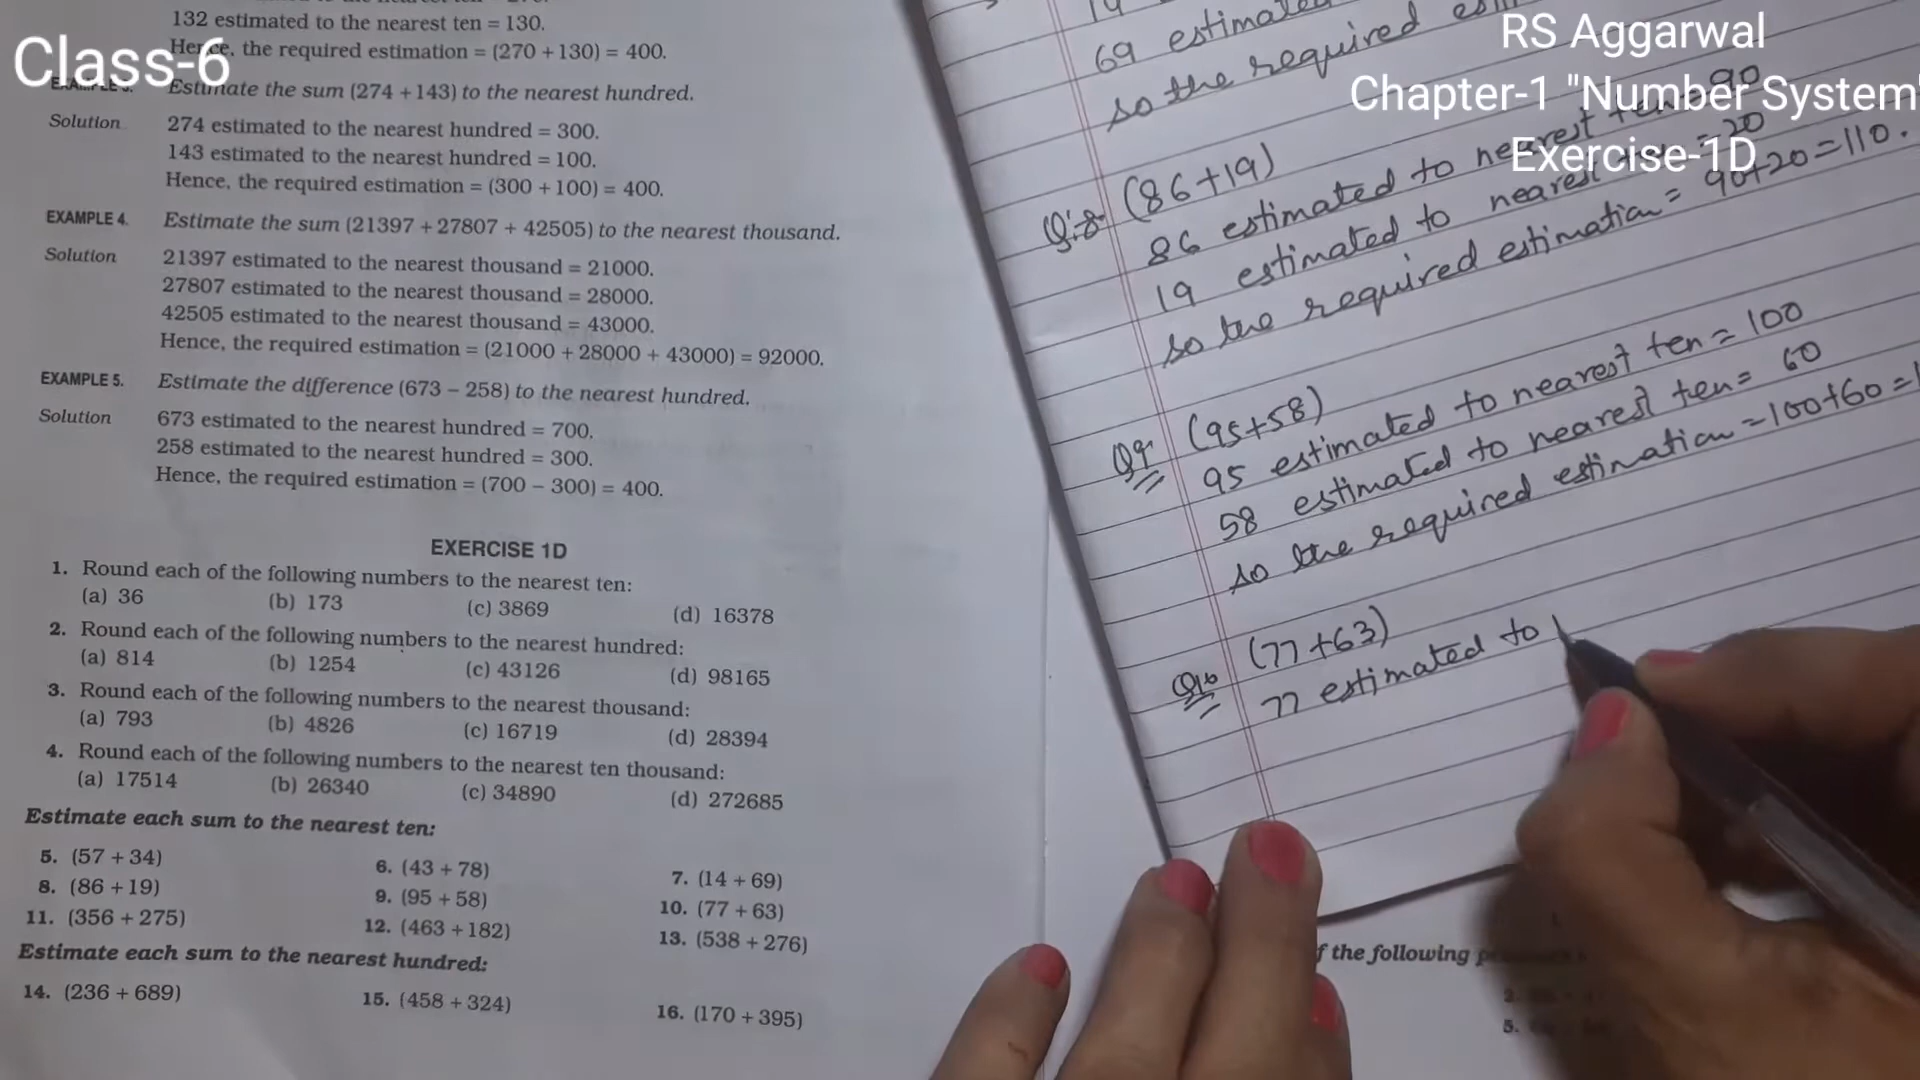 132 estimated to the nearest ten = 130.
Hence, the required estimation = (270 + 130) = 400.
Class-6
Estimate the sum (274 + 143) to the nearest hundred.
Solution 274 estimated to the nearest hundred = 300.
143 estimated to the nearest hundred = 100.
Hence, the required estimation = (300 + 100) = 400.
EXAMPLE 4. Estimate the sum (21397 + 27807 + 42505) to the nearest thousand.
Solution 21397 estimated to the nearest thousand = 21000.
27807 estimated to the nearest thousand = 28000.
42505 estimated to the nearest thousand = 43000.
Hence, the required estimation = (21000 + 28000 + 43000) = 92000.
EXAMPLE 5. Estimate the difference (673 – 258) to the nearest hundred.
Solution 673 estimated to the nearest hundred = 700.
258 estimated to the nearest hundred = 300.
Hence, the required estimation = (700 – 300) = 400.
EXERCISE 1D
1. Round each of the following numbers to the nearest ten:
(a) 36 (b) 173 (c) 3869 (d) 16378
2. Round each of the following numbers to the nearest hundred:
(a) 814 (b) 1254 (c) 43126 (d) 98165
3. Round each of the following numbers to the nearest thousand:
(a) 793 (b) 4826 (c) 16719 (d) 28394
4. Round each of the following numbers to the nearest ten thousand:
(a) 17514 (b) 26340 (c) 34890 (d) 272685
Estimate each sum to the nearest ten:
5. (57 + 34) 6. (43 + 78) 7. (14 + 69)
8. (86 + 19) 9. (95 + 58) 10. (77 + 63)
11. (356 + 275) 12. (463 + 182) 13. (538 + 276)
Estimate each sum to the nearest hundred:
14. (236 + 689) 15. (458 + 324) 16. (170 + 395)
RS Aggarwal
Chapter-1 "Number System"
Exercise-1D
69 estimated
so the required
Q:8 (86+19)
86 estimated to nearest ten = 90
19 estimated to nearest = 20
so the required estimation = 90+20=110.
Q9 (95+58)
95 estimated to nearest ten = 100
58 estimated to nearest ten = 60
so the required estimation = 100+60=1
Q10 (77+63)
77 estimated to
f the following
2.
5.